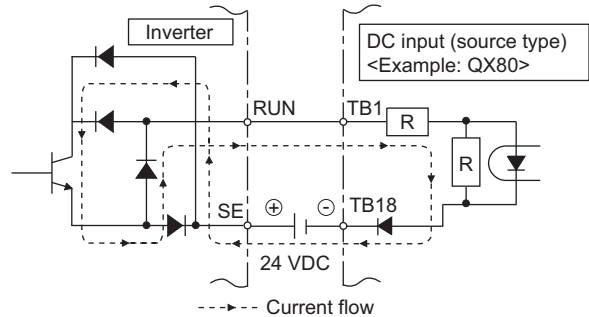 Inverter
DC input (source type)
<Example: QX80>
RUN
TB1
R
R
SE
+
-
TB18
24 VDC
Current flow